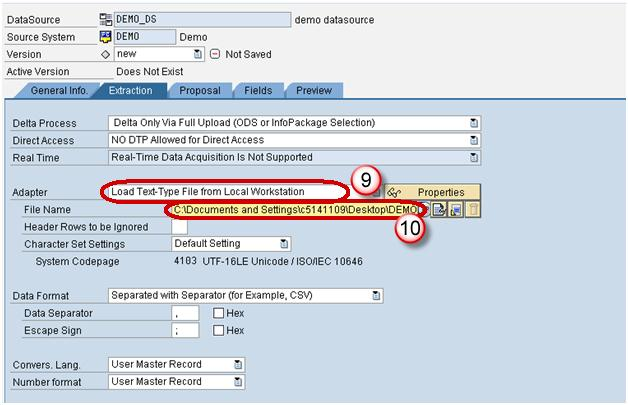 DataSource DEMO_DS demo datasource
Source System DEMO Demo
Version new Not Saved
Active Version Does Not Exist
General Info. Extraction Proposal Fields Preview
Delta Process Delta Only Via Full Upload (ODS or InfoPackage Selection)
Direct Access NO DTP Allowed for Direct Access
Real Time Real-Time Data Acquisition Is Not Supported
9
Adapter Load Text-Type File from Local Workstation Properties
File Name C:\Documents and Settings\c5141109\Desktop\DEMO
10
Header Rows to be Ignored
Character Set Settings Default Setting
System Codepage 4103 UTF-16LE Unicode / ISO/IEC 10646
Data Format Separated with Separator (for Example, CSV)
Data Separator , Hex
Escape Sign ; Hex
Convers. Lang. User Master Record
Number format User Master Record